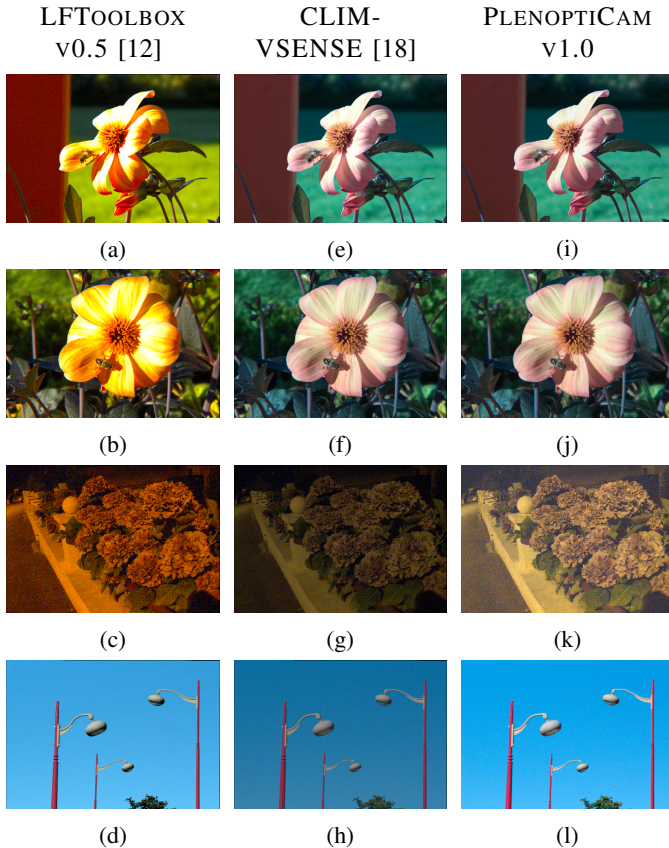 LFTOOLBOX CLIM- PLENOPTICAM
V0.5 [12] VSENSE [18] V1.0
(a) (e) (i)
(b) (f) (j)
(c) (g) (k)
(d) (h) (l)